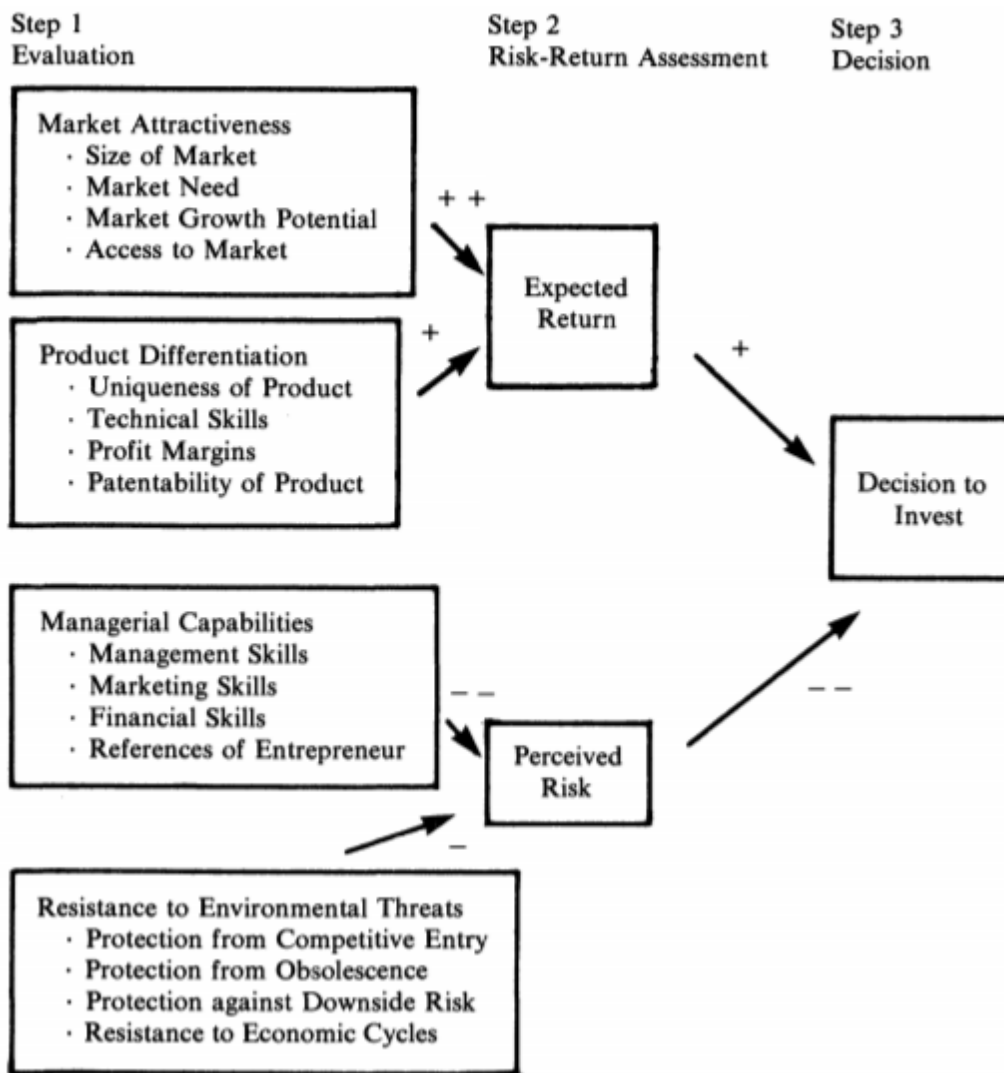 Step 1
Evaluation
Step 2
Risk-Return Assessment
Step 3
Decision
Market Attractiveness
· Size of Market
· Market Need
· Market Growth Potential
· Access to Market
+ +
Expected
Return
Product Differentiation
· Uniqueness of Product
· Technical Skills
· Profit Margins
· Patentability of Product
+
+
Decision to
Invest
Managerial Capabilities
· Management Skills
· Marketing Skills
· Financial Skills
· References of Entrepreneur
– –
Perceived
Risk
– –
–
Resistance to Environmental Threats
· Protection from Competitive Entry
· Protection from Obsolescence
· Protection against Downside Risk
· Resistance to Economic Cycles